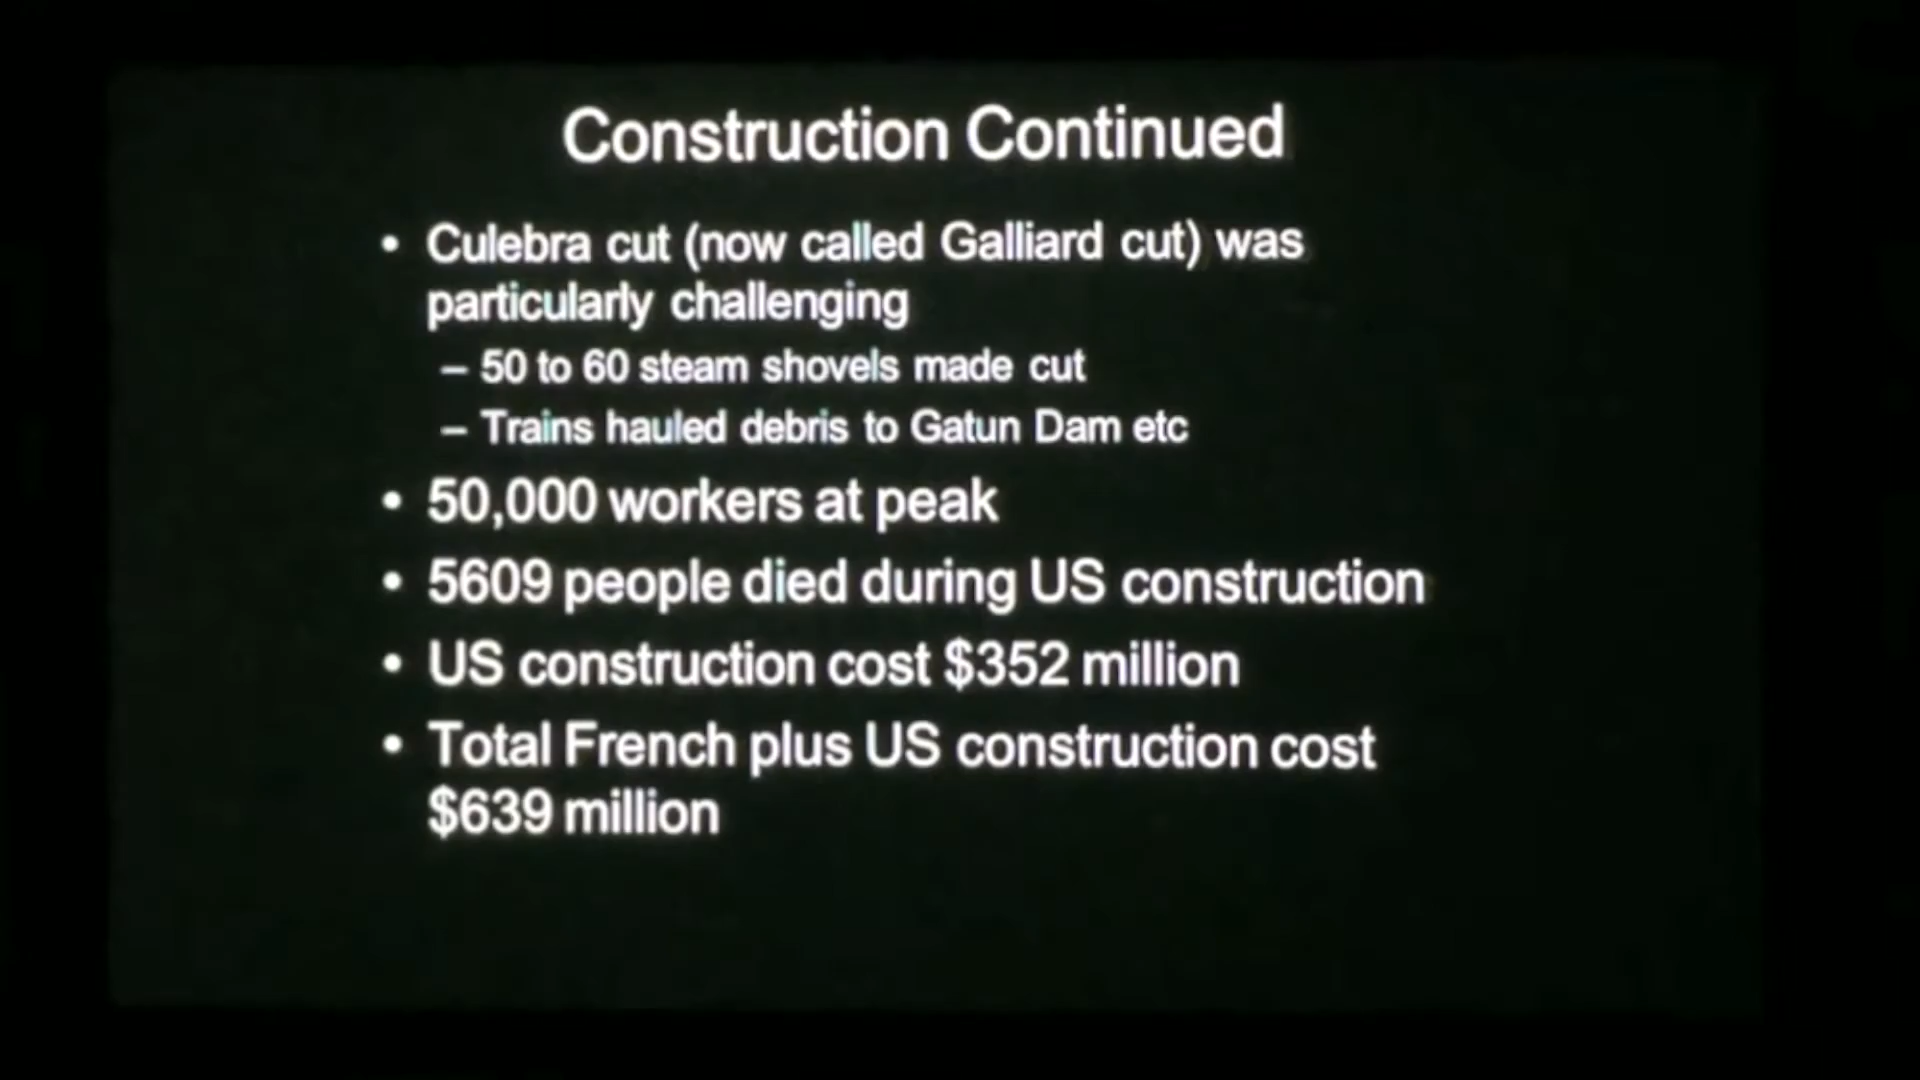 Construction Continued
• Culebra cut (now called Galliard cut) was
particularly challenging
– 50 to 60 steam shovels made cut
– Trains hauled debris to Gatun Dam etc
• 50,000 workers at peak
• 5609 people died during US construction
• US construction cost $352 million
• Total French plus US construction cost
$639 million